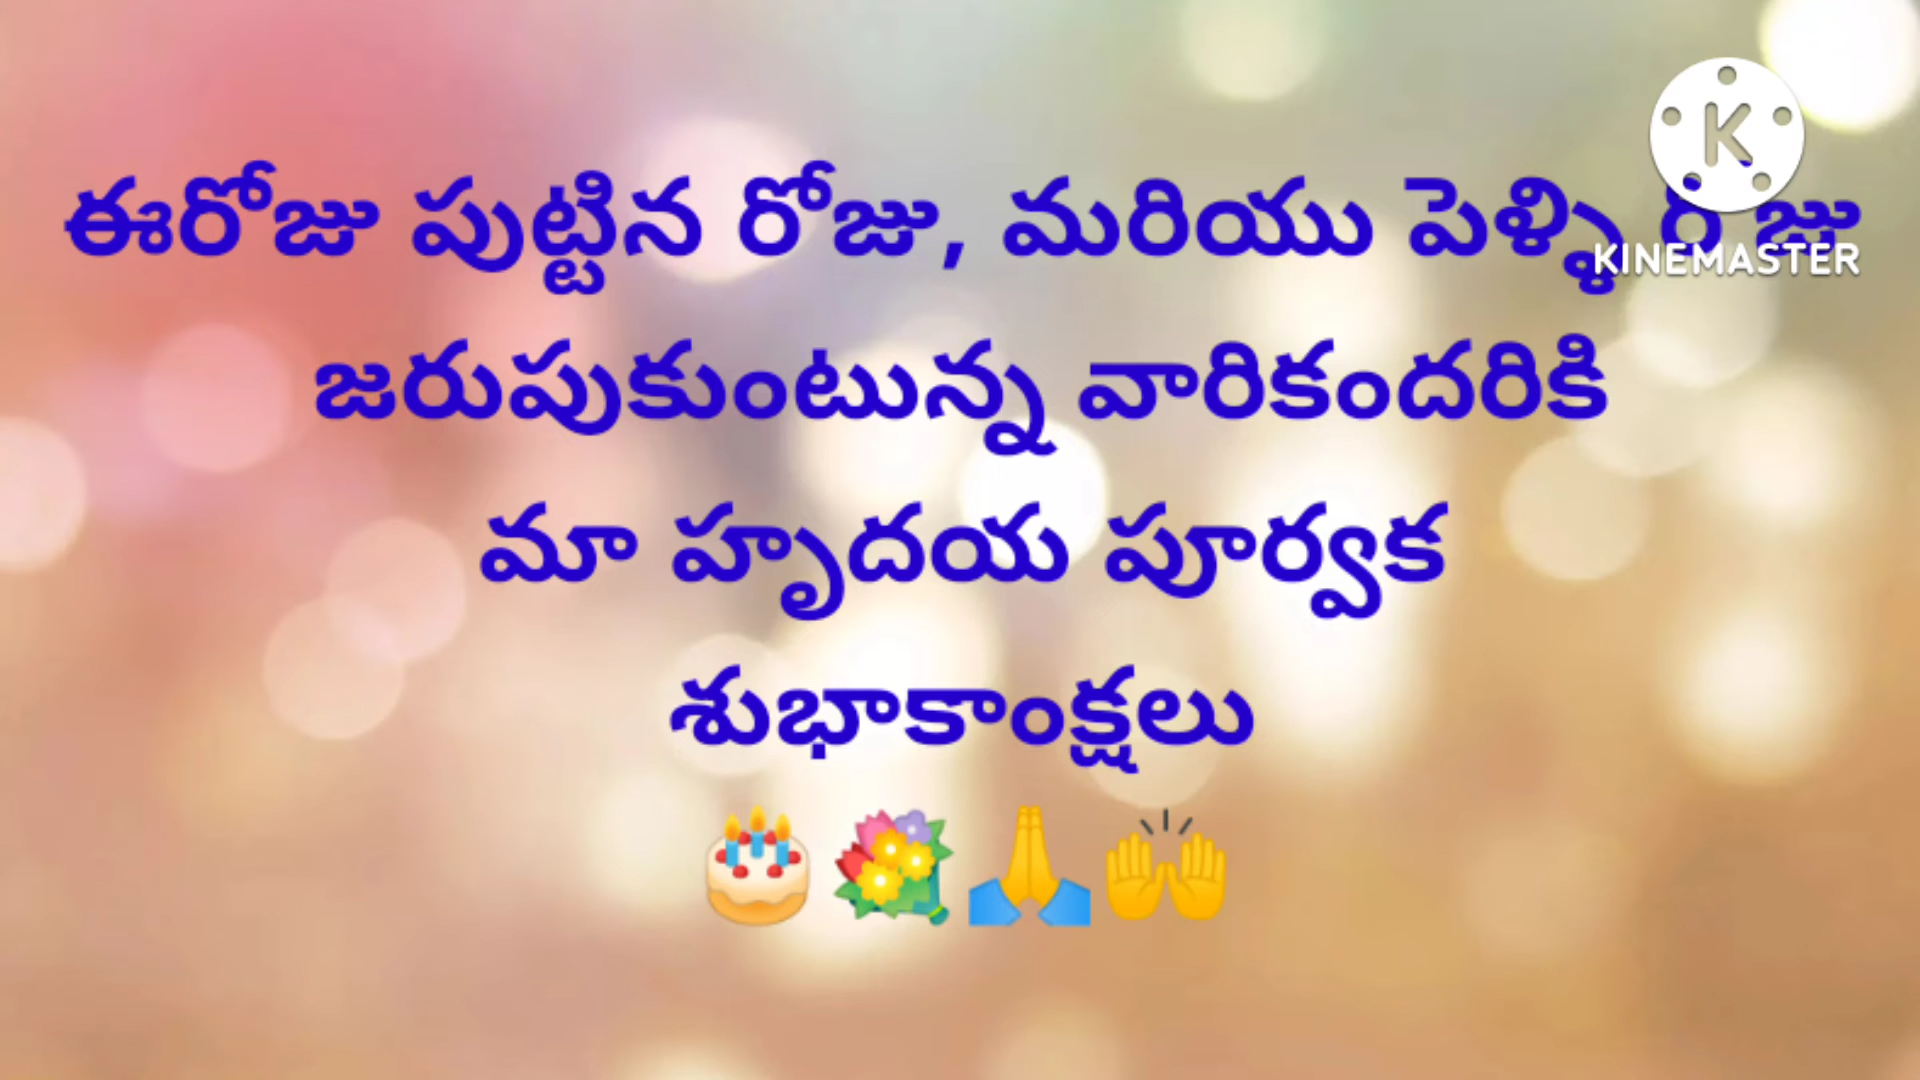 ఈరోజు పుట్టిన రోజు, మరియు పెళ్ళి రోజు
KINEMASTER
జరుపుకుంటున్న వారికందరికి
మా హృదయ పూర్వక
శుభాకాంక్షలు
🎂💐🙏🙌